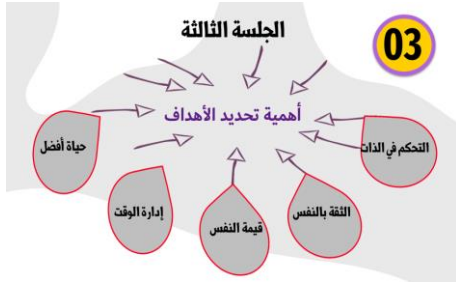 الجلسة الثالثة
03
أهمية تحديد الأهداف
التحكم في الذات
الثقة بالنفس
قيمة النفس
إدارة الوقت
حياة أفضل